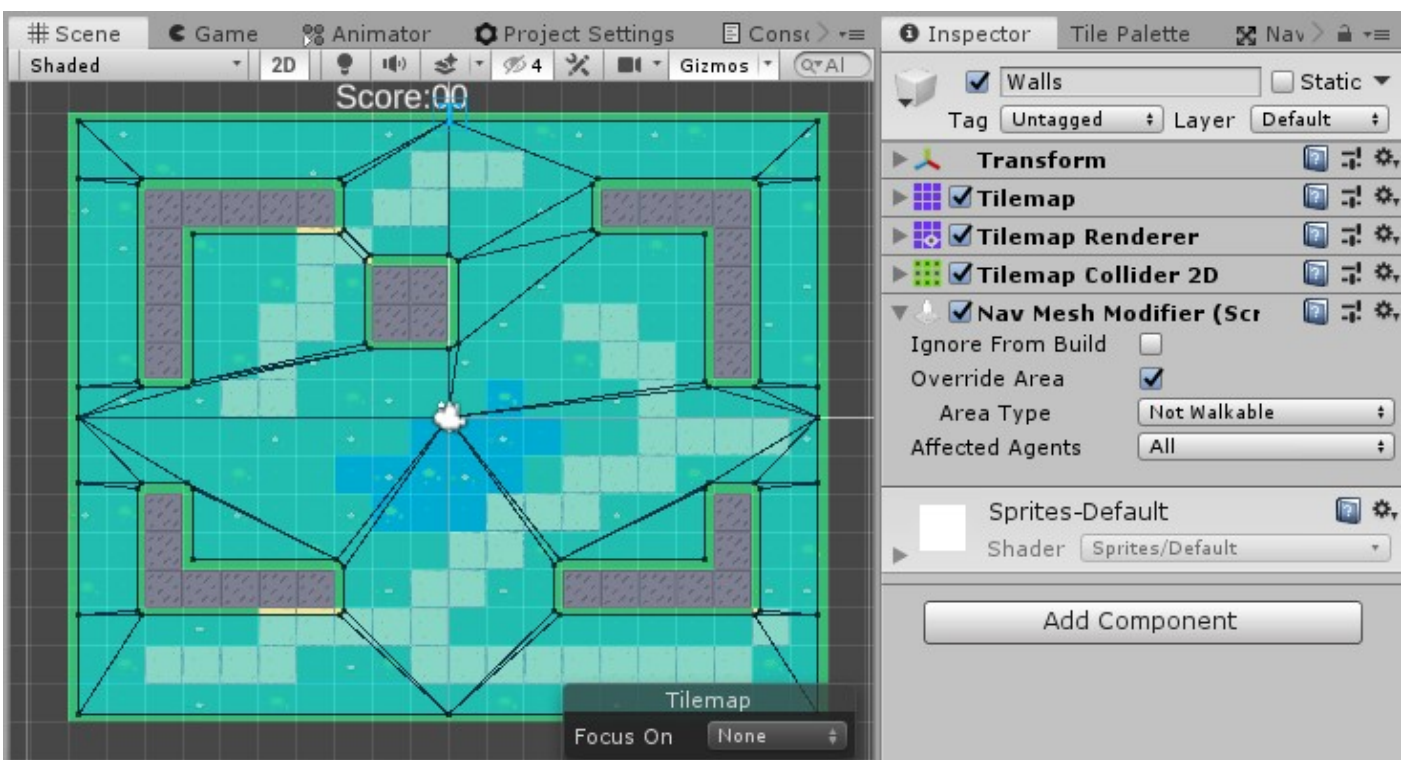 Scene Game Animator Project Settings Consc
Shaded 2D 4 Gizmos Al
Score:00
Tilemap
Focus On None
Inspector Tile Palette Nav
Walls Static
Tag Untagged Layer Default
Transform
Tilemap
Tilemap Renderer
Tilemap Collider 2D
Nav Mesh Modifier (Scr
Ignore From Build
Override Area
Area Type Not Walkable
Affected Agents All
Sprites-Default
Shader Sprites/Default
Add Component